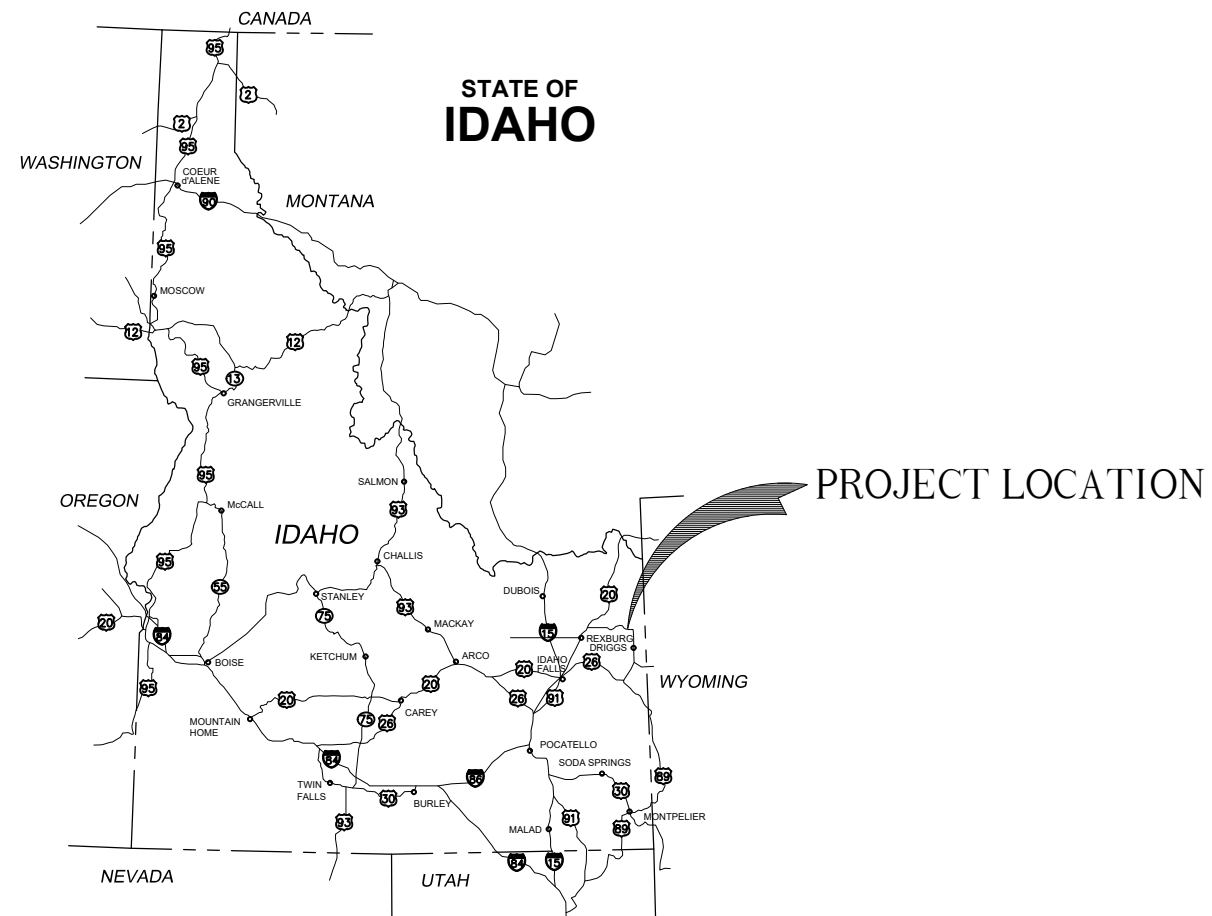 CANADA
95
STATE OF
IDAHO
2
2
95
WASHINGTON
COEUR
d'ALENE
90
MONTANA
95
MOSCOW
12
12
95
13
GRANGERVILLE
95
SALMON
PROJECT LOCATION
OREGON
93
McCALL
IDAHO
CHALLIS
95
55
STANLEY
DUBOIS
20
93
75
20
MACKAY
84
15
REXBURG
DRIGGS
BOISE
KETCHUM
ARCO
IDAHO
FALLS
26
20
WYOMING
95
20
20
26
91
CAREY
MOUNTAIN
HOME
75
26
POCATELLO
84
SODA SPRINGS
86
89
TWIN
FALLS
30
BURLEY
30
93
91
MONTPELIER
MALAD
89
84
15
NEVADA
UTAH